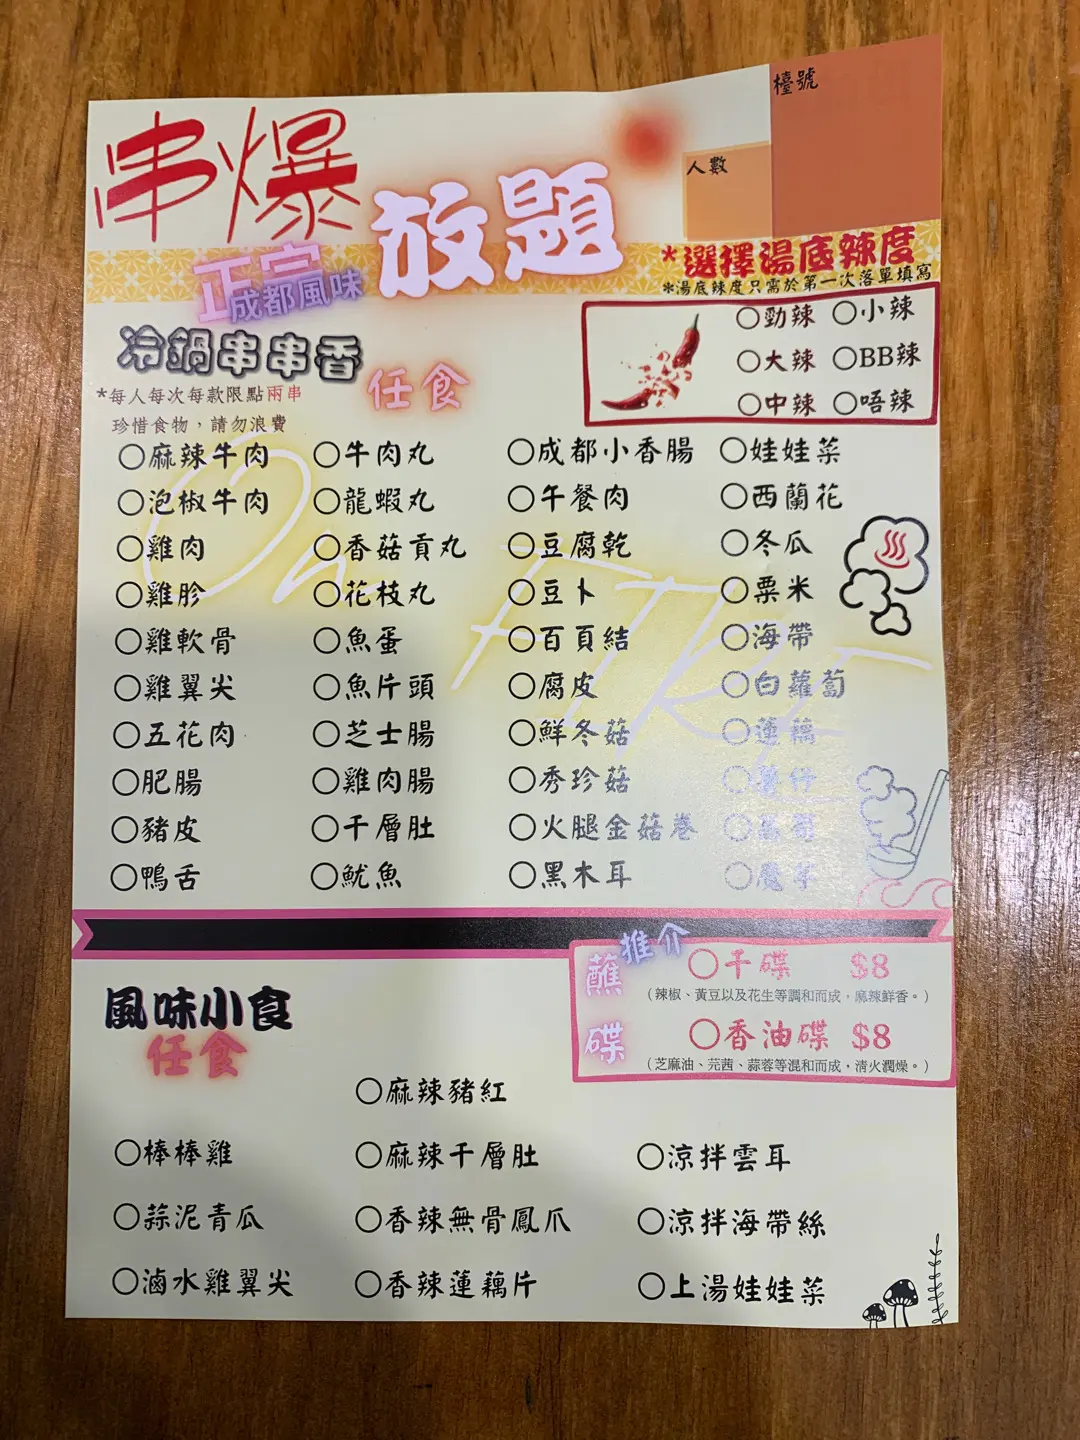 檯號
人數
串爆
放題
正宗
成都風味
*選擇湯底辣度
*湯底辣度只需於第一次落單填寫
○勁辣 ○小辣
○大辣 ○BB辣
○中辣 ○唔辣
冷鍋串串香
任食
*每人每次每款限點兩串
珍惜食物，請勿浪費
○麻辣牛肉 ○牛肉丸 ○成都小香腸 ○娃娃菜
○泡椒牛肉 ○龍蝦丸 ○午餐肉 ○西蘭花
○雞肉 ○香菇貢丸 ○豆腐乾 ○冬瓜
○雞胗 ○花枝丸 ○豆卜 ○粟米
○雞軟骨 ○魚蛋 ○百頁結 ○海帶
○雞翼尖 ○魚片頭 ○腐皮 ○白蘿蔔
○五花肉 ○芝士腸 ○鮮冬菇 ○蓮藕
○肥腸 ○雞肉腸 ○秀珍菇 ○薯仔
○豬皮 ○千層肚 ○火腿金菇卷 ○萵筍
○鴨舌 ○魷魚 ○黑木耳 ○魔芋
推介
蘸碟
○干碟 $8
（辣椒、黃豆以及花生等調和而成，麻辣鮮香。）
○香油碟 $8
（芝麻油、芫茜、蒜蓉等混和而成，清火潤燥。）
風味小食
任食
○麻辣豬紅
○棒棒雞 ○麻辣千層肚 ○涼拌雲耳
○蒜泥青瓜 ○香辣無骨鳳爪 ○涼拌海帶絲
○滷水雞翼尖 ○香辣蓮藕片 ○上湯娃娃菜